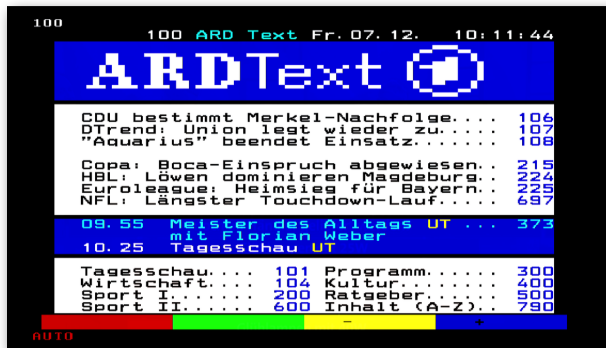 100
100 ARD Text Fr.07.12. 10:11:44
ARDText 1
CDU bestimmt Merkel-Nachfolge.... 106
DTrend: Union legt wieder zu..... 107
"Aquarius" beendet Einsatz....... 108
Copa: Boca-Einspruch abgewiesen.. 215
HBL: Löwen dominieren Magdeburg.. 224
Euroleague: Heimsieg für Bayern.. 225
NFL: Längster Touchdown-Lauf..... 697
09.55 Meister des Alltags UT ... 373
mit Florian Weber
10.25 Tagesschau UT
Tagesschau.... 101 Programm....... 300
Wirtschaft.... 104 Kultur......... 400
Sport I....... 200 Ratgeber....... 500
Sport II...... 600 Inhalt (A-Z)... 790
- +
AUTO